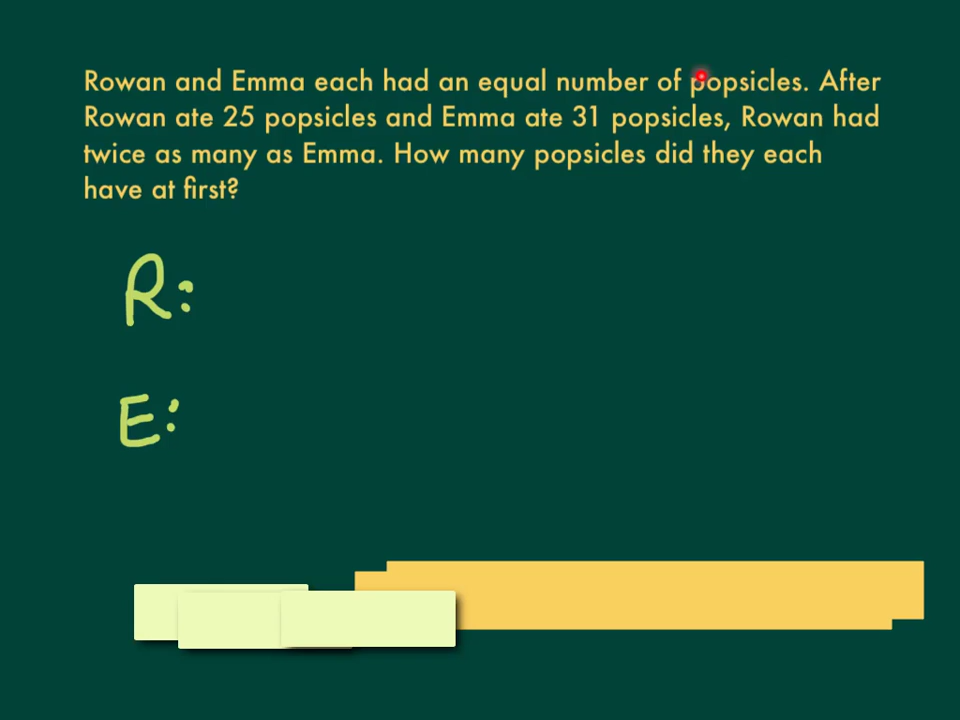 Rowan and Emma each had an equal number of popsicles. After
Rowan ate 25 popsicles and Emma ate 31 popsicles, Rowan had
twice as many as Emma. How many popsicles did they each
have at first?
R:
E: